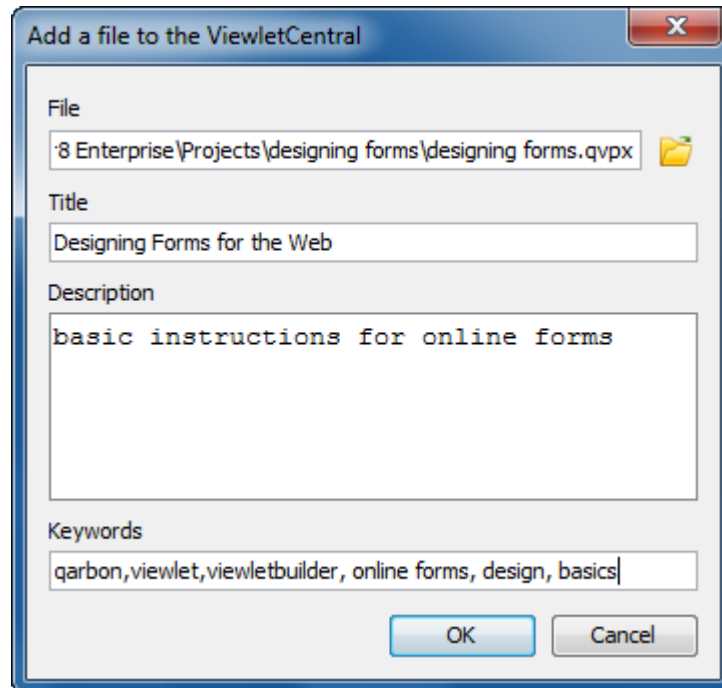 Add a file to the ViewletCentral
File
8 Enterprise\Projects\designing forms\designing forms.qvpx
Title
Designing Forms for the Web
Description
basic instructions for online forms
Keywords
qarbon,viewlet,viewletbuilder, online forms, design, basics
OK
Cancel